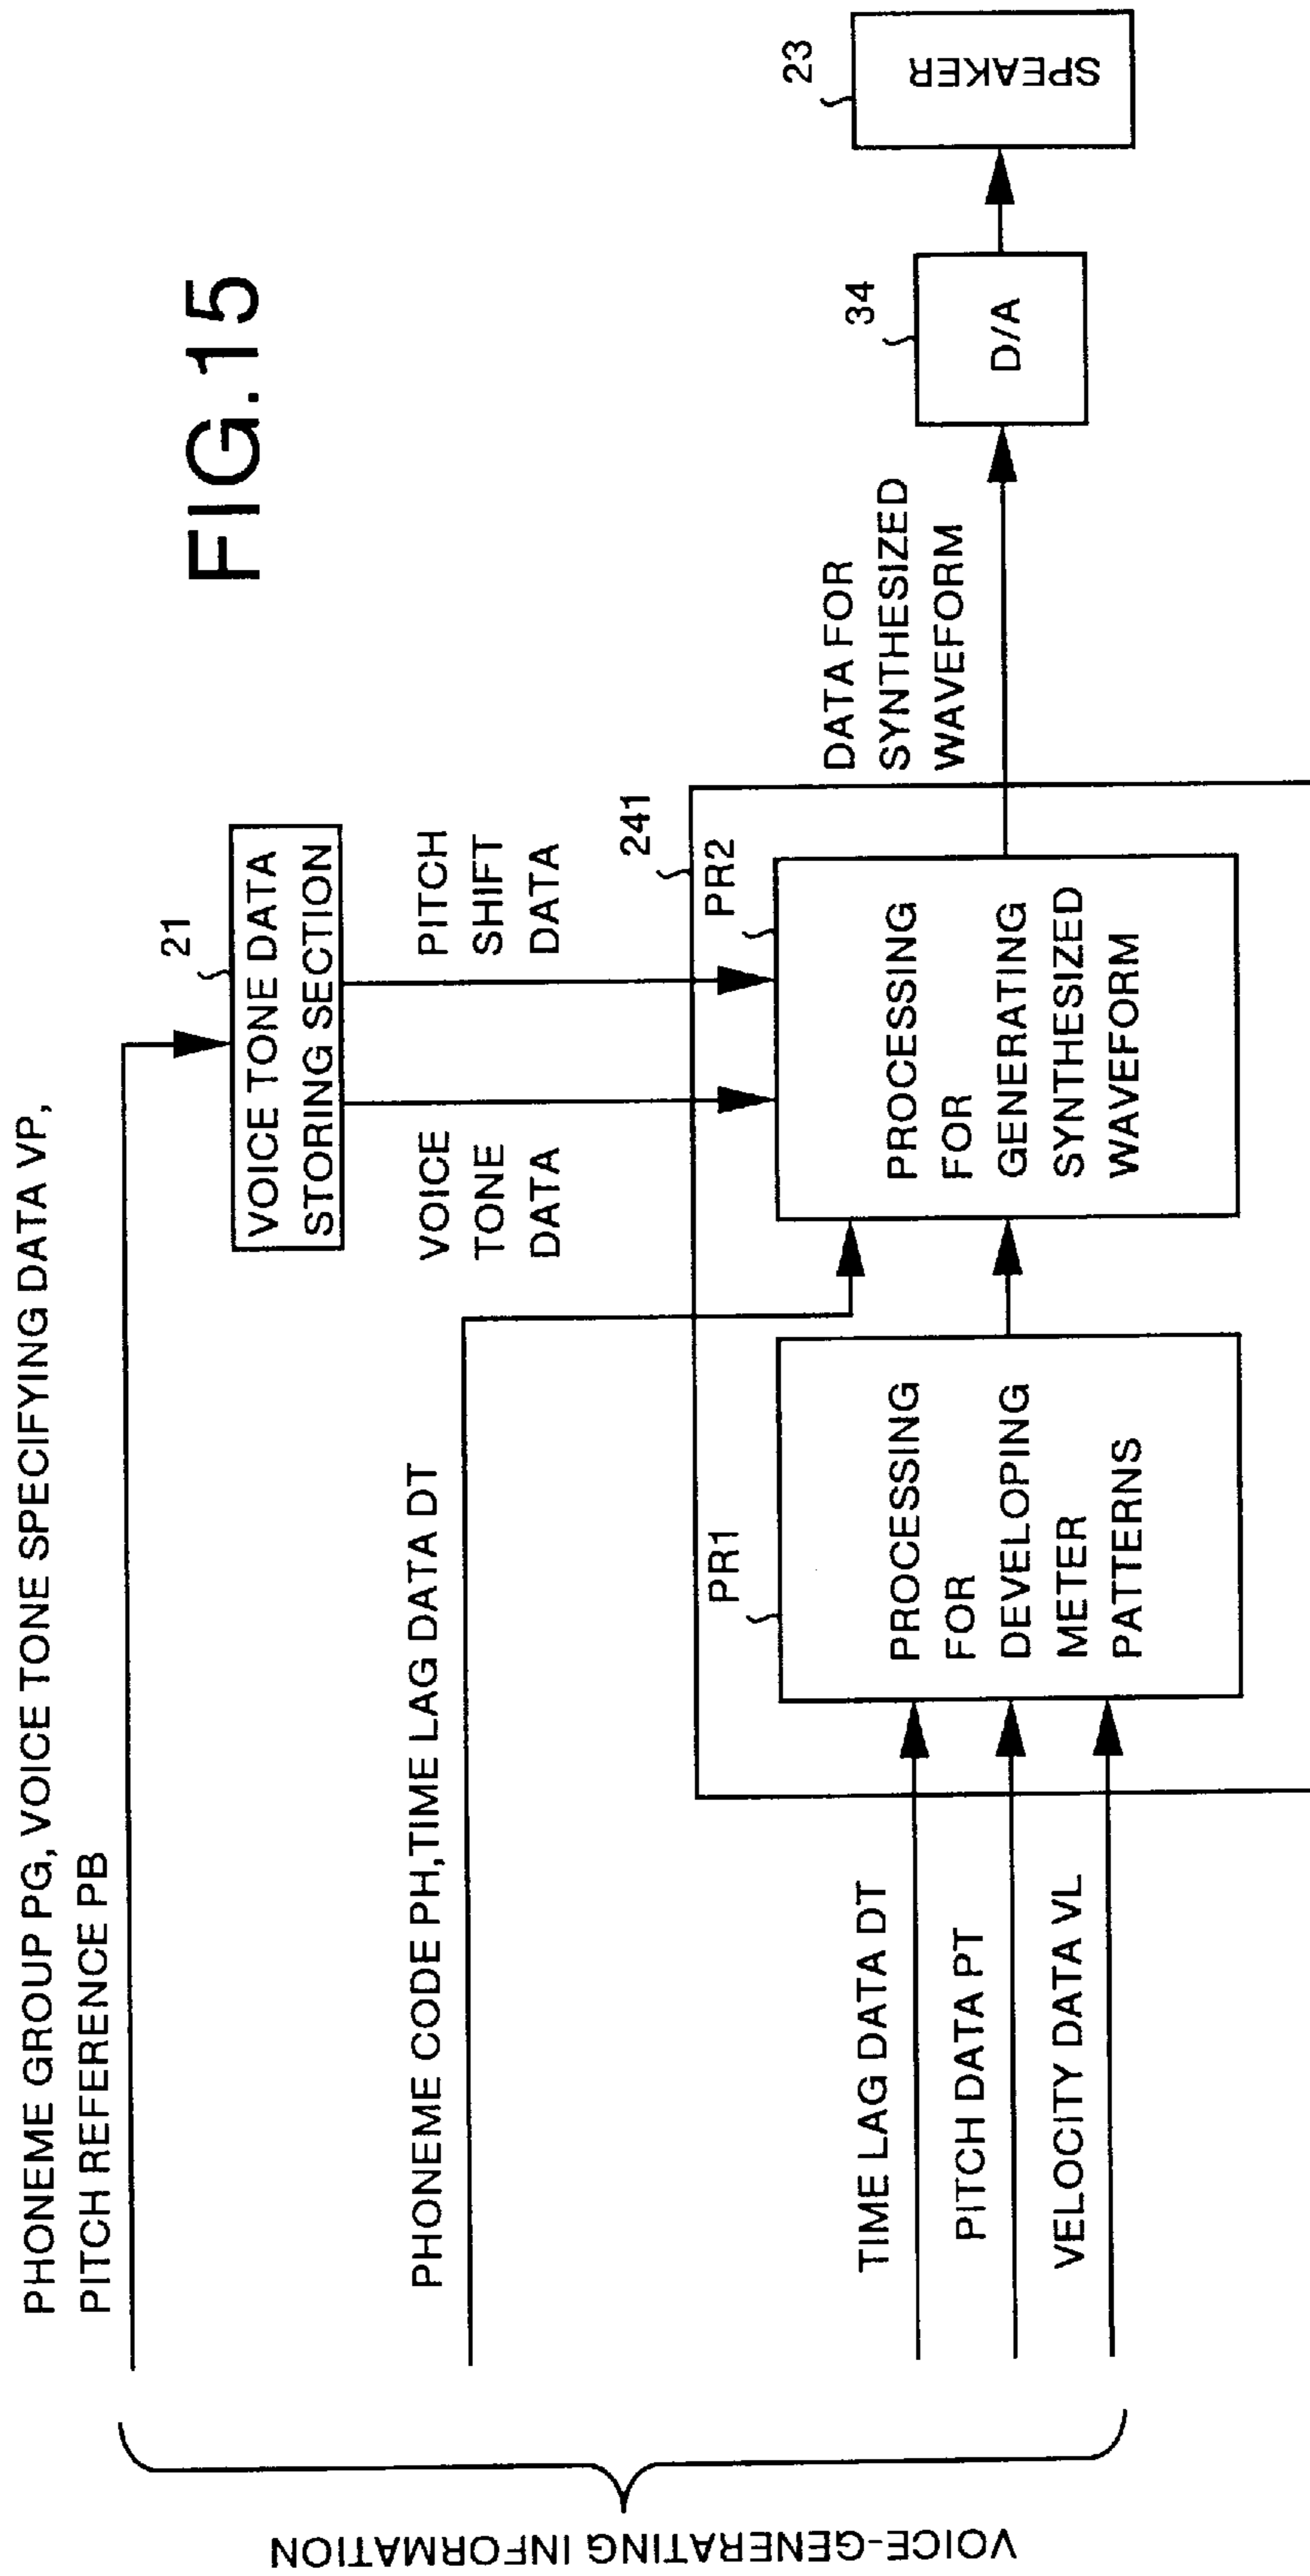 FIG.15
PHONEME GROUP PG, VOICE TONE SPECIFYING DATA VP,
PITCH REFERENCE PB
21
VOICE TONE DATA
STORING SECTION
PHONEME CODE PH,TIME LAG DATA DT
VOICE
TONE
DATA
PITCH
SHIFT
DATA
241
VOICE-GENERATING INFORMATION
TIME LAG DATA DT
PITCH DATA PT
VELOCITY DATA VL
PR1
PROCESSING
FOR
DEVELOPING
METER
PATTERNS
PR2
PROCESSING
FOR
GENERATING
SYNTHESIZED
WAVEFORM
DATA FOR
SYNTHESIZED
WAVEFORM
34
D/A
23
SPEAKER